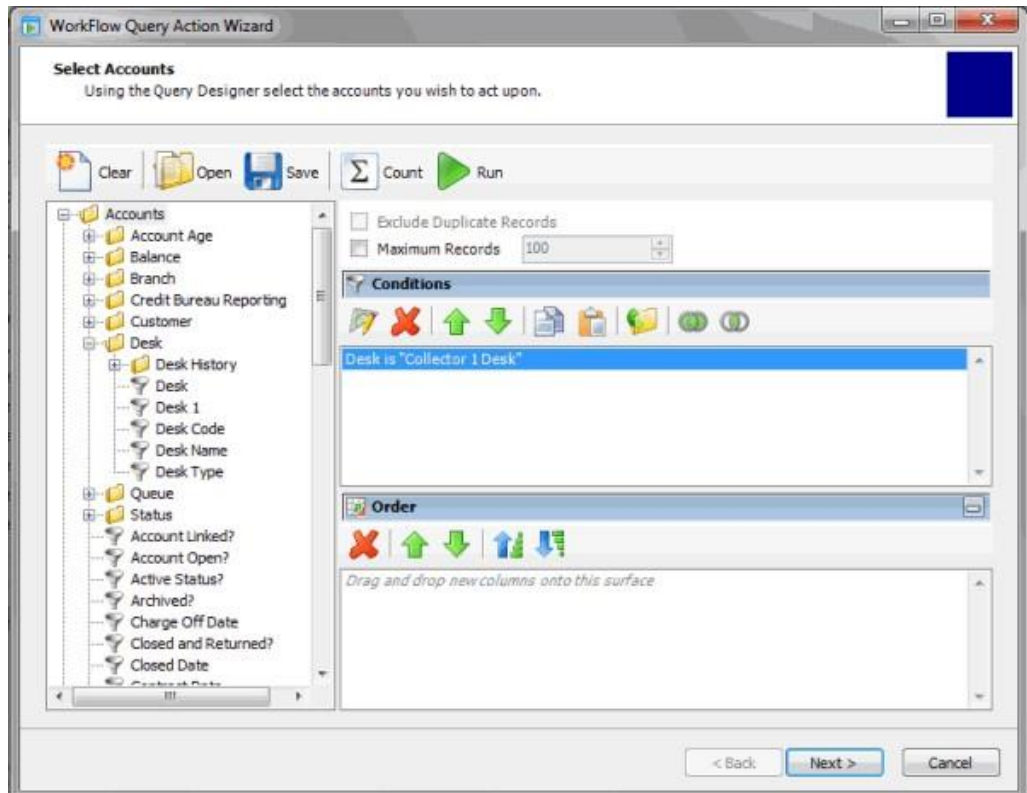 WorkFlow Query Action Wizard
Select Accounts
Using the Query Designer select the accounts you wish to act upon.
Clear Open Save Σ Count Run
Accounts
Account Age
Balance
Branch
Credit Bureau Reporting
Customer
Desk
Desk History
Desk
Desk 1
Desk Code
Desk Name
Desk Type
Queue
Status
Account Linked?
Account Open?
Active Status?
Archived?
Charge Off Date
Closed and Returned?
Closed Date
Exclude Duplicate Records
Maximum Records 100
Conditions
Desk is "Collector 1 Desk"
Order
Drag and drop new columns onto this surface
< Back Next > Cancel